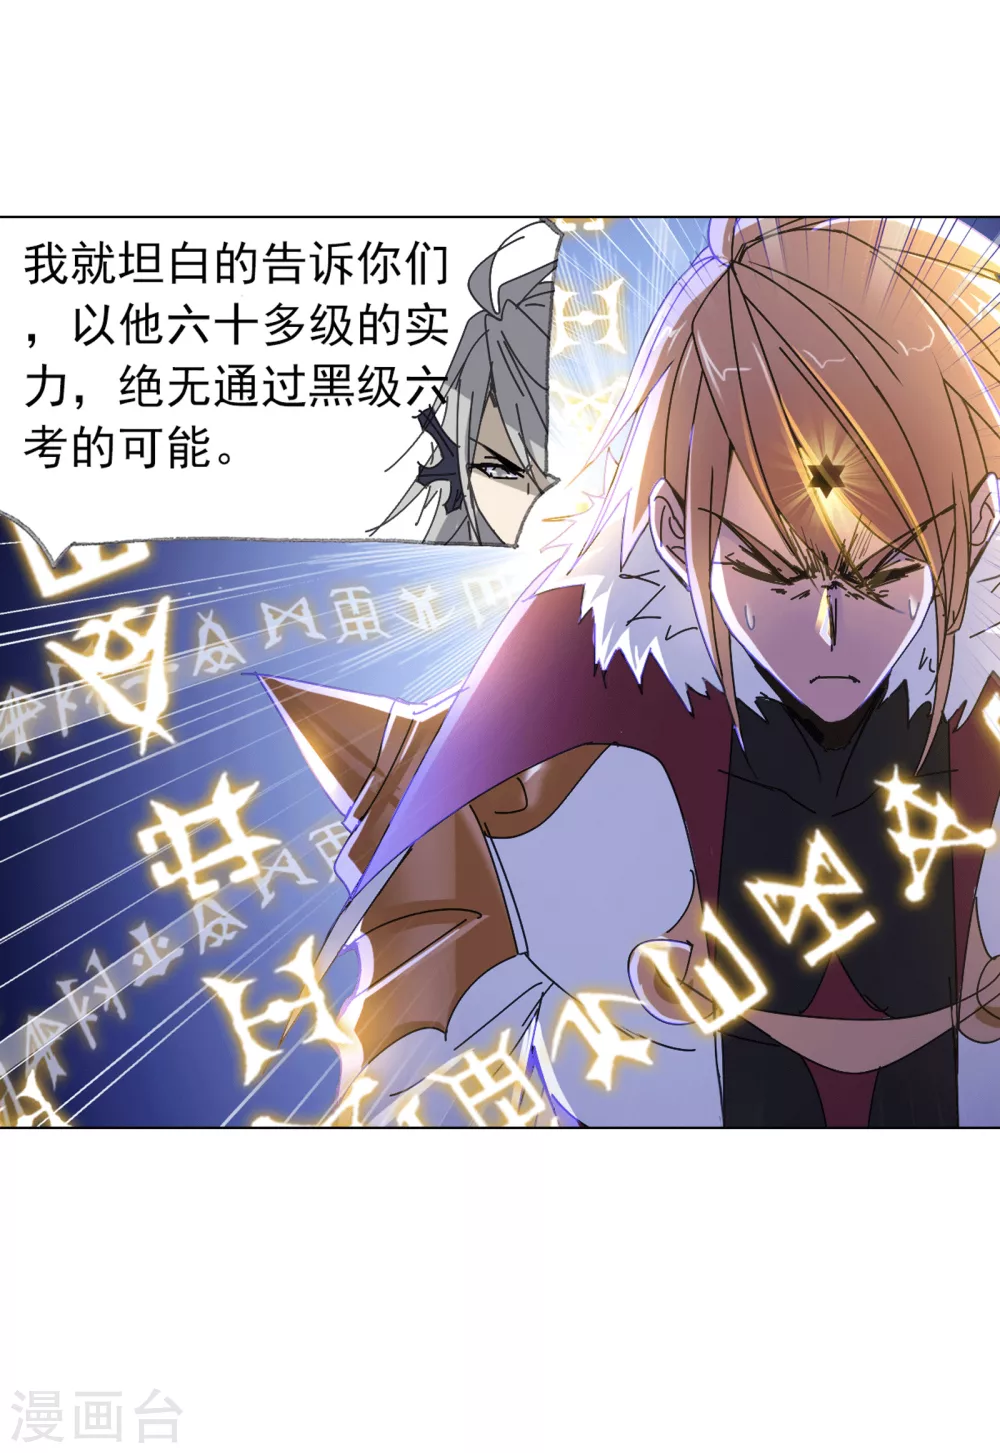 我就坦白的告诉你们
，以他六十多级的实
力，绝无通过黑级六
考的可能。
漫画台